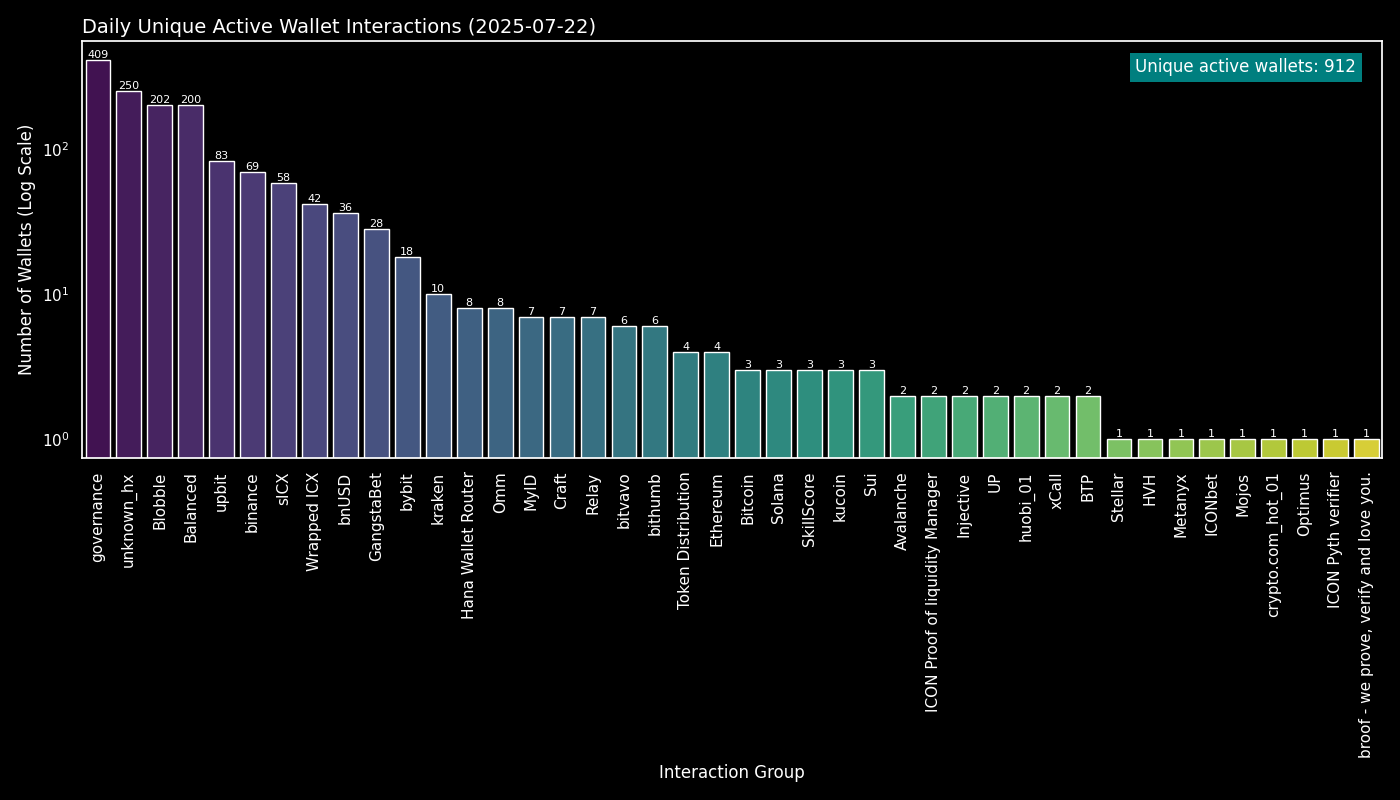 Daily Unique Active Wallet Interactions (2025-07-22)
Unique active wallets: 912
Number of Wallets (Log Scale)
10²
10¹
10⁰
409
250
202
200
83
69
58
42
36
28
18
10
8
8
7
7
7
6
6
4
4
3
3
3
3
3
2
2
2
2
2
2
2
1
1
1
1
1
1
1
1
1
governance
unknown_hx
Blobble
Balanced
upbit
binance
sICX
Wrapped ICX
bnUSD
GangstaBet
bybit
kraken
Hana Wallet Router
Omm
MyID
Craft
Relay
bitvavo
bithumb
Token Distribution
Ethereum
Bitcoin
Solana
SkillScore
kucoin
Sui
Avalanche
ICON Proof of liquidity Manager
Injective
UP
huobi_01
xCall
BTP
Stellar
HVH
Metanyx
ICONbet
Mojos
crypto.com_hot_01
Optimus
ICON Pyth verifier
broof - we prove, verify and love you.
Interaction Group